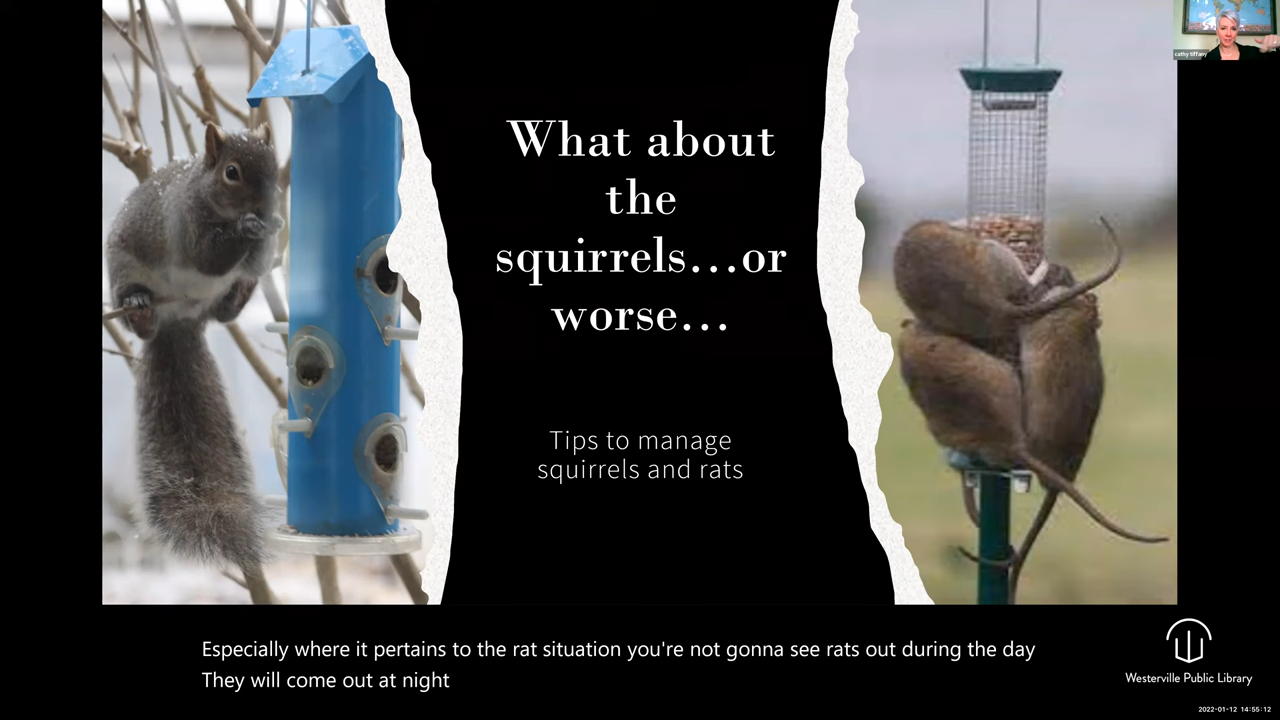 cathy tiffany
What about
the
squirrels...or
worse...
Tips to manage
squirrels and rats
Especially where it pertains to the rat situation you're not gonna see rats out during the day
They will come out at night
Westerville Public Library
2022-01-12 14:55:12